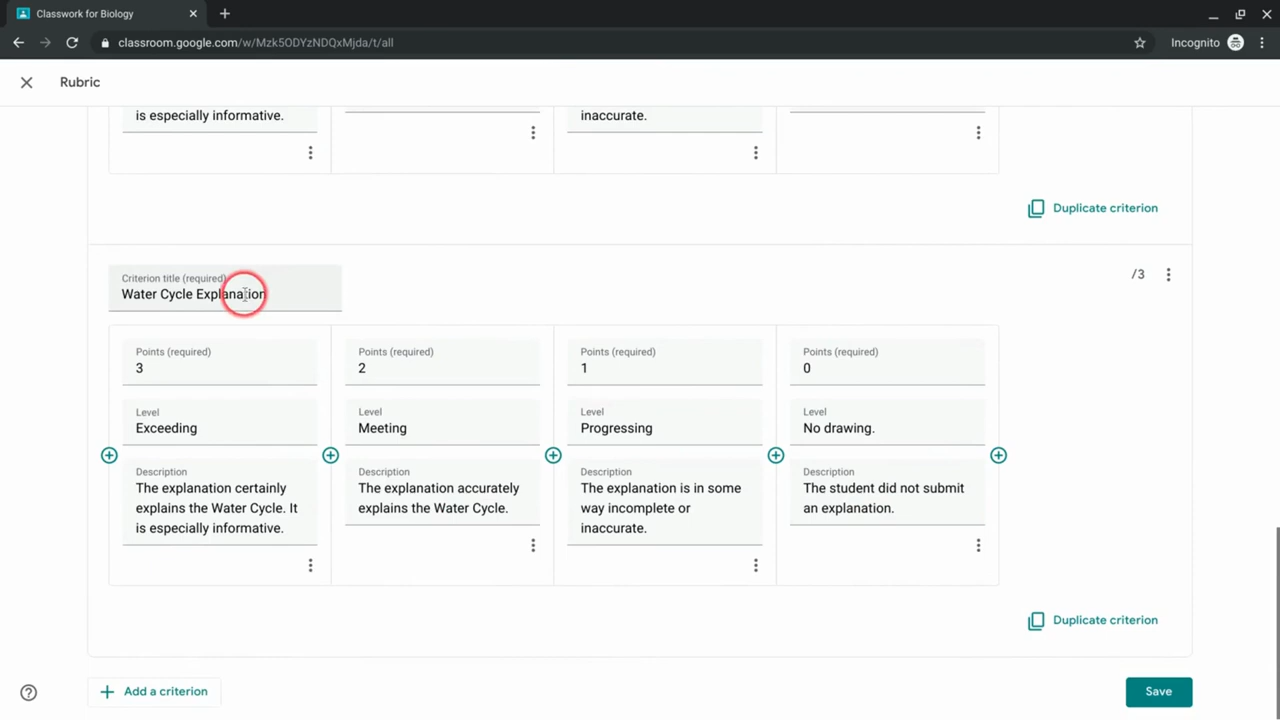 Classwork for Biology
classroom.google.com/w/Mzk5ODYzNDQxMjda/t/all
Incognito
Rubric
is especially informative.
inaccurate.
Duplicate criterion
Criterion title (required)
Water Cycle Explanation
/3
Points (required)
3
Points (required)
2
Points (required)
1
Points (required)
0
Level
Exceeding
Level
Meeting
Level
Progressing
Level
No drawing.
Description
The explanation certainly
explains the Water Cycle. It
is especially informative.
Description
The explanation accurately
explains the Water Cycle.
Description
The explanation is in some
way incomplete or
inaccurate.
Description
The student did not submit
an explanation.
Duplicate criterion
Add a criterion
Save